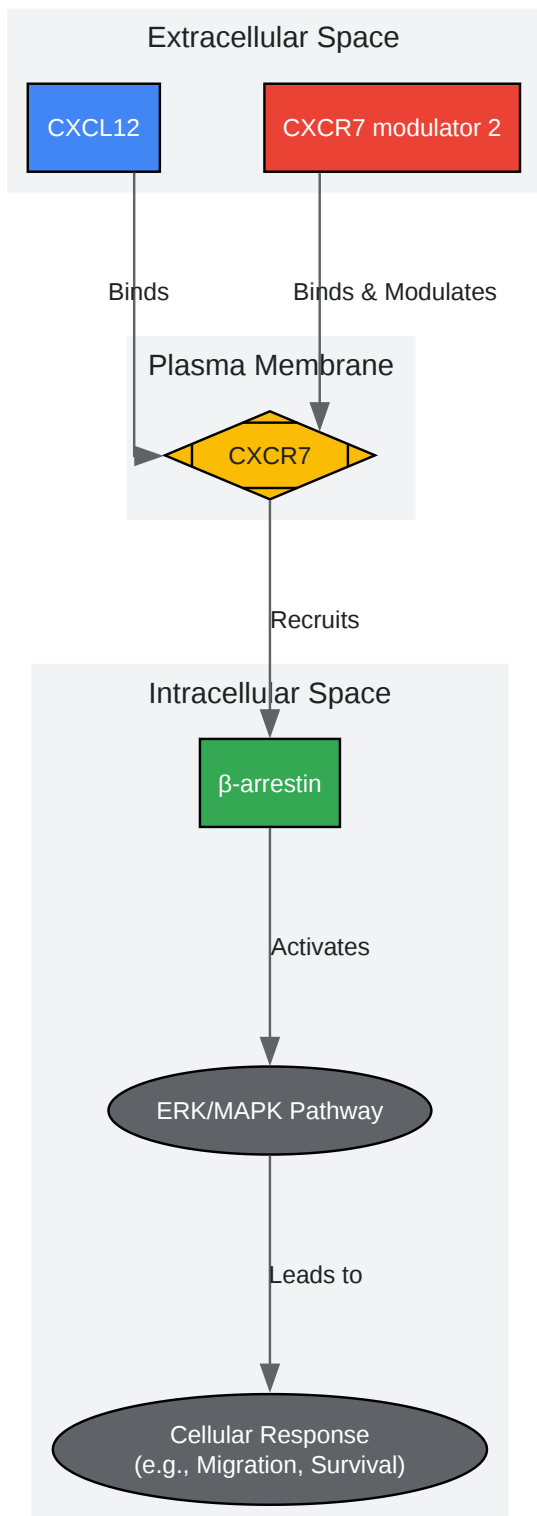 Extracellular Space
CXCL12
CXCR7 modulator 2
Binds
Binds & Modulates
Plasma Membrane
CXCR7
Recruits
Intracellular Space
β-arrestin
Activates
ERK/MAPK Pathway
Leads to
Cellular Response
(e.g., Migration, Survival)